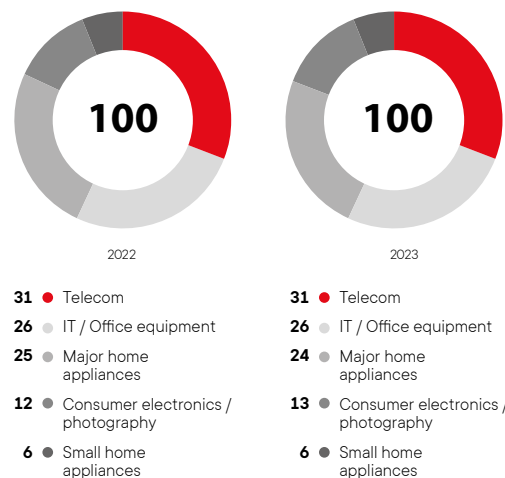 100
2022
31 Telecom
26 IT / Office equipment
25 Major home
appliances
12 Consumer electronics /
photography
6 Small home
appliances
100
2023
31 Telecom
26 IT / Office equipment
24 Major home
appliances
13 Consumer electronics /
photography
6 Small home
appliances